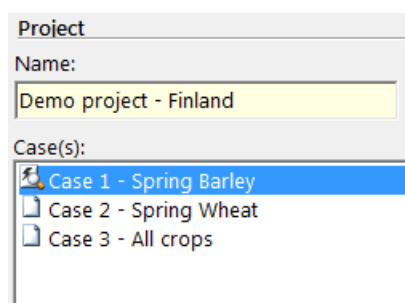 Project
Name:
Demo project - Finland
Case(s):
Case 1 - Spring Barley
Case 2 - Spring Wheat
Case 3 - All crops